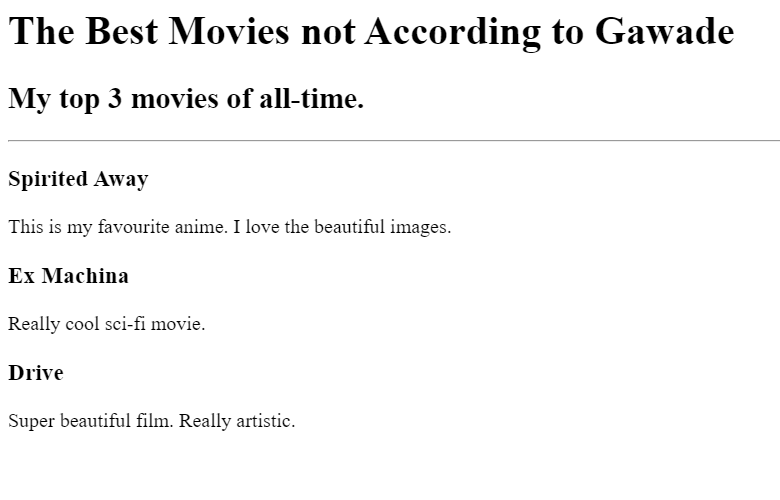 The Best Movies not According to Gawade
My top 3 movies of all-time.
Spirited Away
This is my favourite anime. I love the beautiful images.
Ex Machina
Really cool sci-fi movie.
Drive
Super beautiful film. Really artistic.